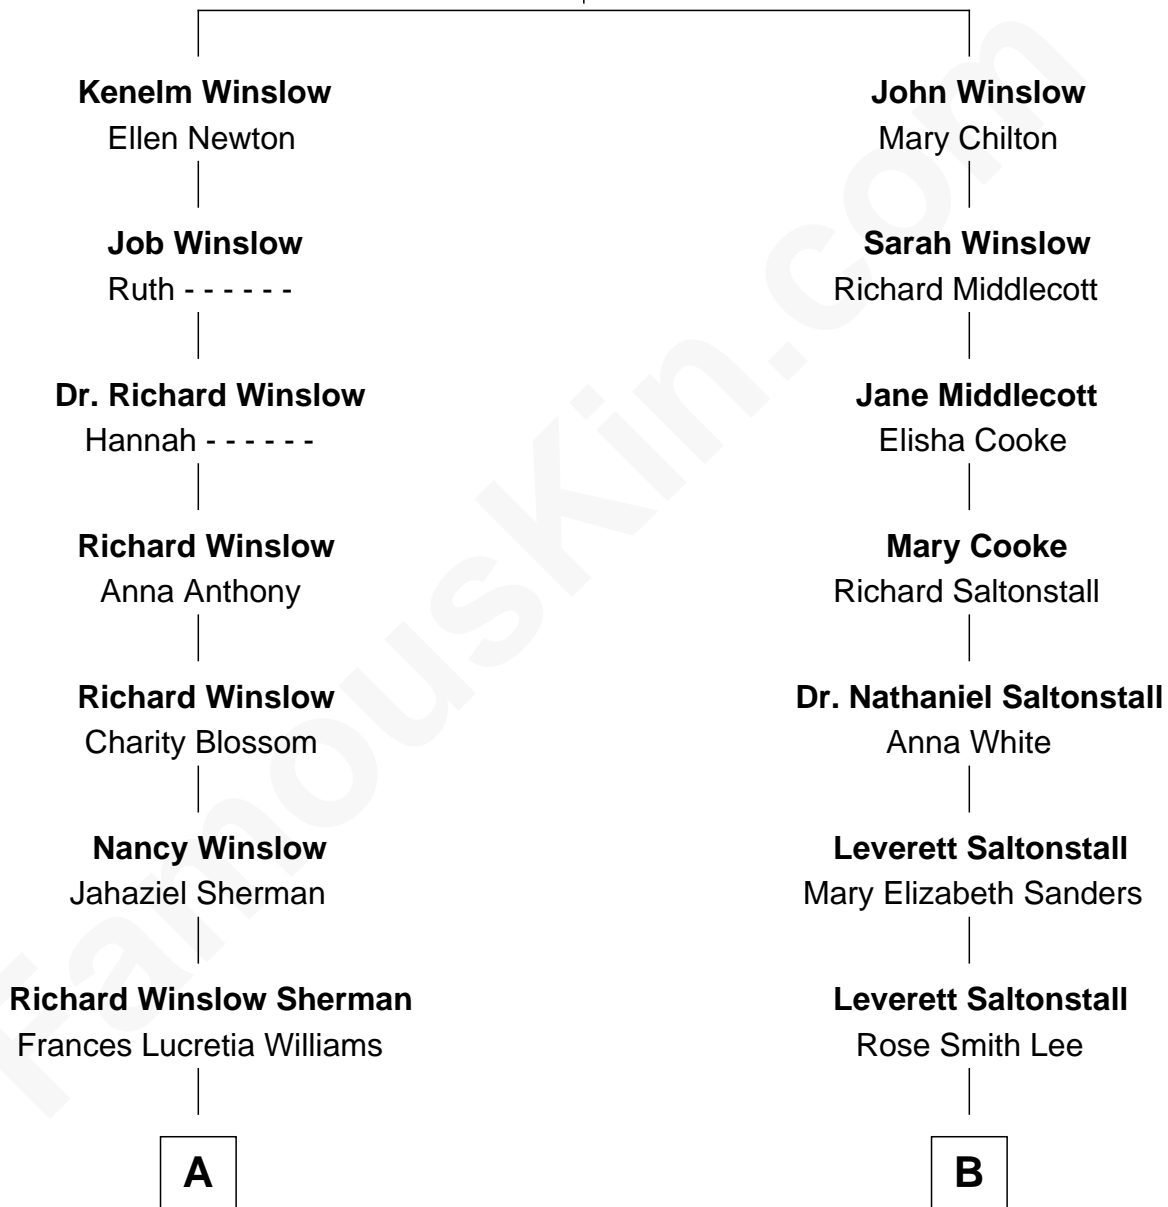 Kenelm Winslow
Ellen Newton
Job Winslow
Ruth - - - - - -
Dr. Richard Winslow
Hannah - - - - - -
Richard Winslow
Anna Anthony
Richard Winslow
Charity Blossom
Nancy Winslow
Jahaziel Sherman
Richard Winslow Sherman
Frances Lucretia Williams
A
John Winslow
Mary Chilton
Sarah Winslow
Richard Middlecott
Jane Middlecott
Elisha Cooke
Mary Cooke
Richard Saltonstall
Dr. Nathaniel Saltonstall
Anna White
Leverett Saltonstall
Mary Elizabeth Sanders
Leverett Saltonstall
Rose Smith Lee
B
FamousKin.com